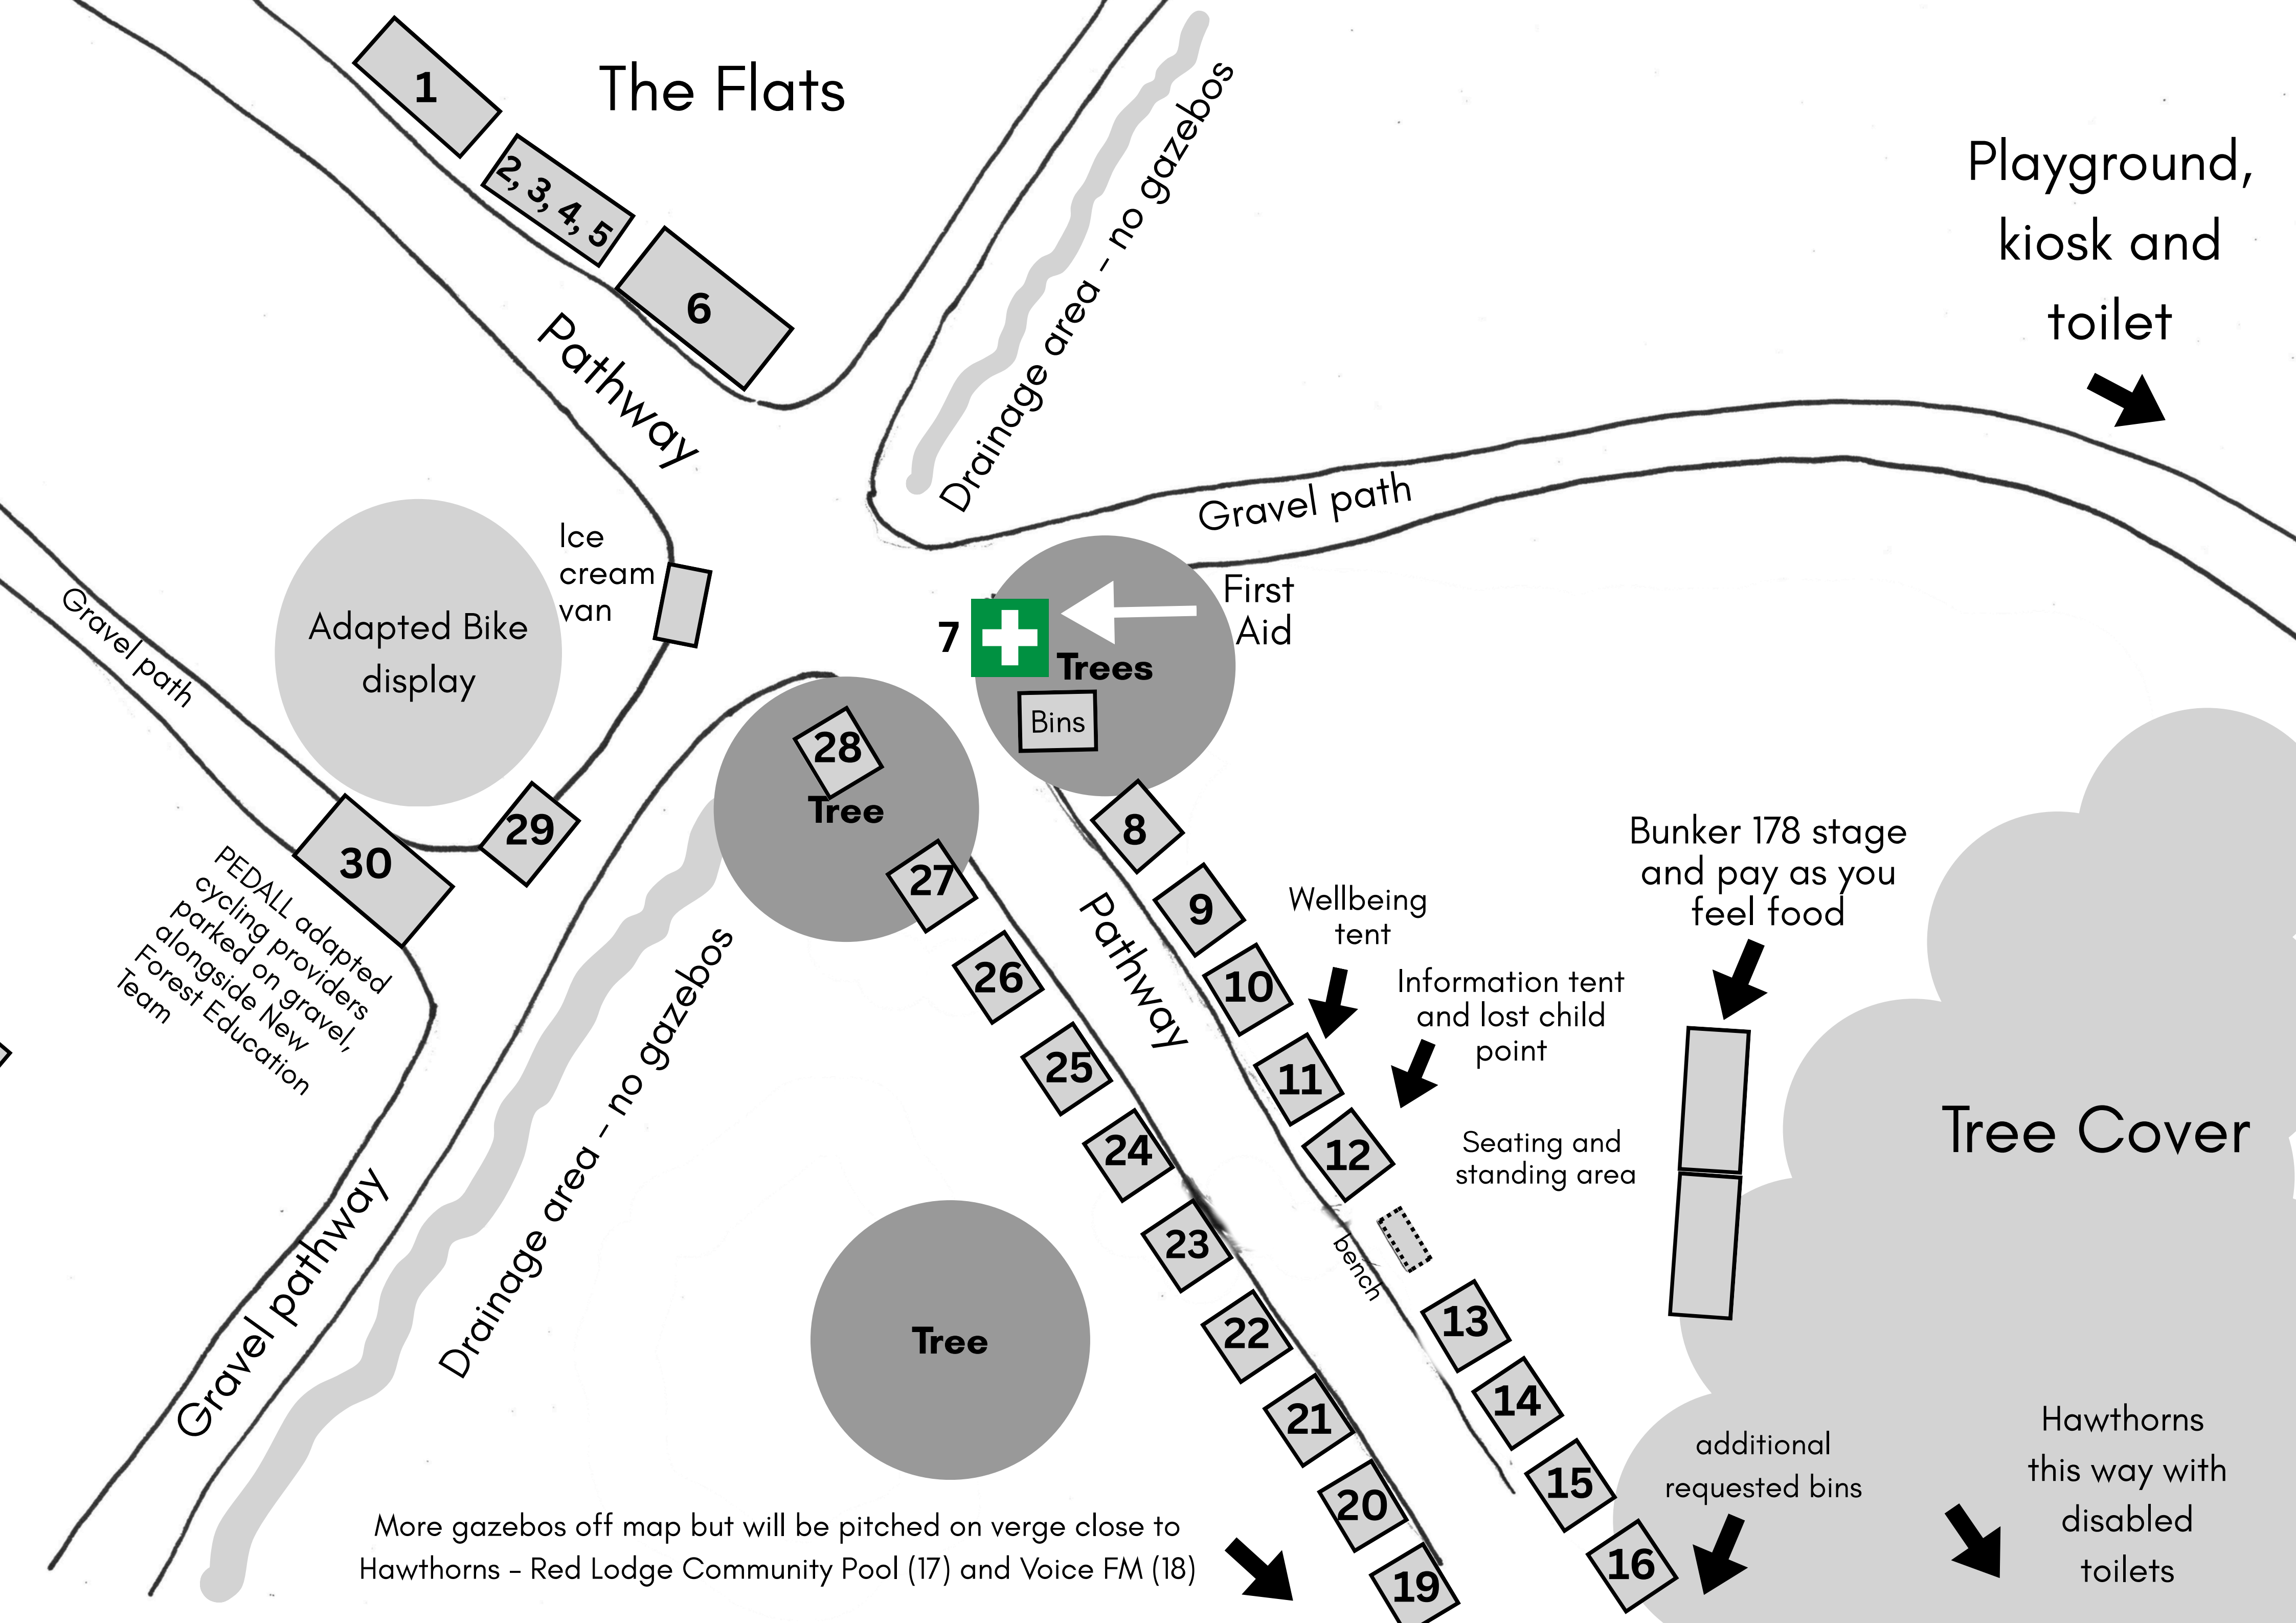 1
The Flats
2, 3, 4, 5
6
Pathway
Drainage area - no gazebos
Playground,
kiosk and
toilet
Gravel path
Ice
cream
van
Adapted Bike
display
Gravel path
First
Aid
7
Trees
Bins
28
Tree
29
30
PEDALL adapted
cycling providers
parked on gravel,
alongside New
Forest Education
Team
27
8
9
10
11
12
Pathway
Wellbeing
tent
Information tent
and lost child
point
Seating and
standing area
Bunker 178 stage
and pay as you
feel food
Tree Cover
26
25
24
23
22
21
20
19
bench
13
14
15
16
Drainage area - no gazebos
Gravel pathway
Tree
additional
requested bins
Hawthorns
this way with
disabled
toilets
More gazebos off map but will be pitched on verge close to
Hawthorns - Red Lodge Community Pool (17) and Voice FM (18)